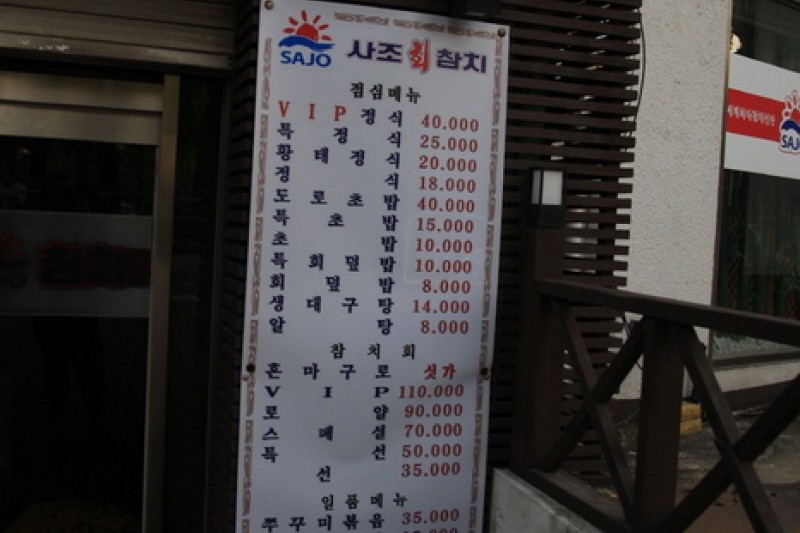 SAJO 사조회참치
점심메뉴
VIP정식 40.000
특정식 25.000
황태정식 20.000
정식 18.000
도로초밥 40.000
특초밥 15.000
초밥 10.000
특회덮밥 10.000
회덮밥 8.000
생대구탕 14.000
알탕 8.000
참치회
혼마구로 싯가
VIP 110.000
로얄 90.000
스페셜 70.000
특선 50.000
선 35.000
일품메뉴
쭈꾸미볶음 35.000
SAJO